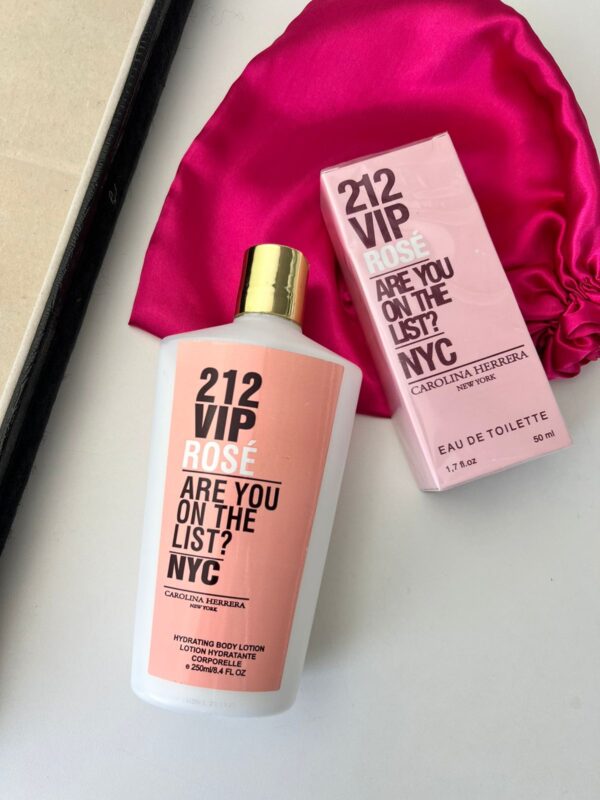 212
VIP
ROSÉ
ARE YOU
ON THE
LIST?
NYC
CAROLINA HERRERA
NEW YORK
EAU DE TOILETTE
1,7 fl.oz 50 ml
212
VIP
ROSÉ
ARE YOU
ON THE
LIST?
NYC
CAROLINA HERRERA
NEW YORK
HYDRATING BODY LOTION
LOTION HYDRATANTE
CORPORELLE
e 250ml/8.4 FL OZ